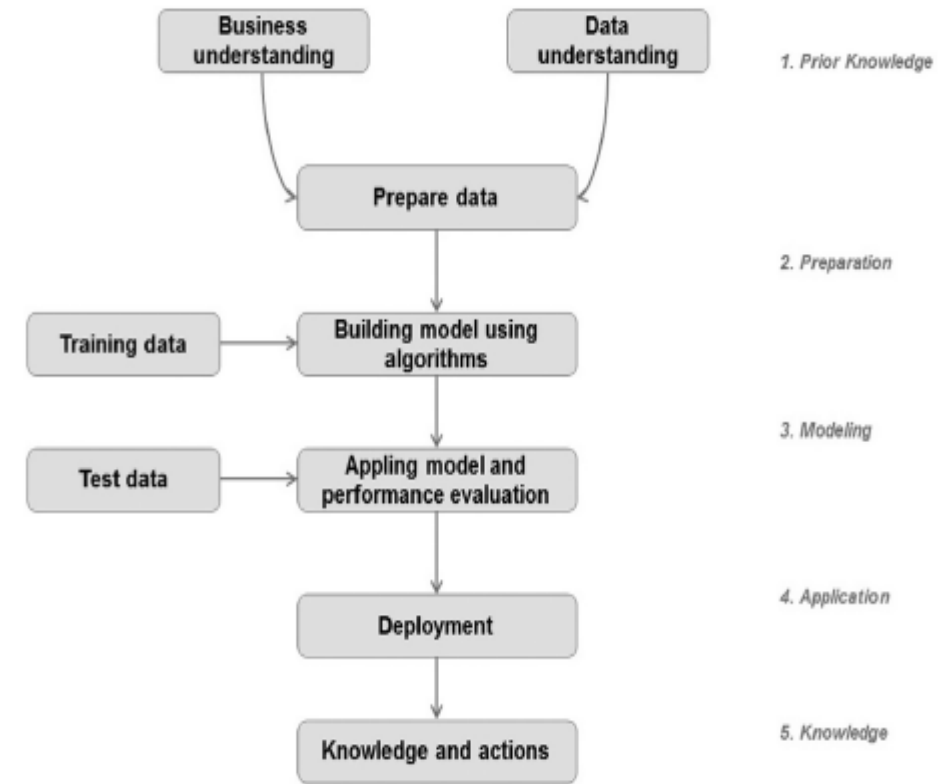 Business
understanding
Data
understanding
1. Prior Knowledge
Prepare data
2. Preparation
Training data
Building model using
algorithms
3. Modeling
Test data
Appling model and
performance evaluation
4. Application
Deployment
5. Knowledge
Knowledge and actions